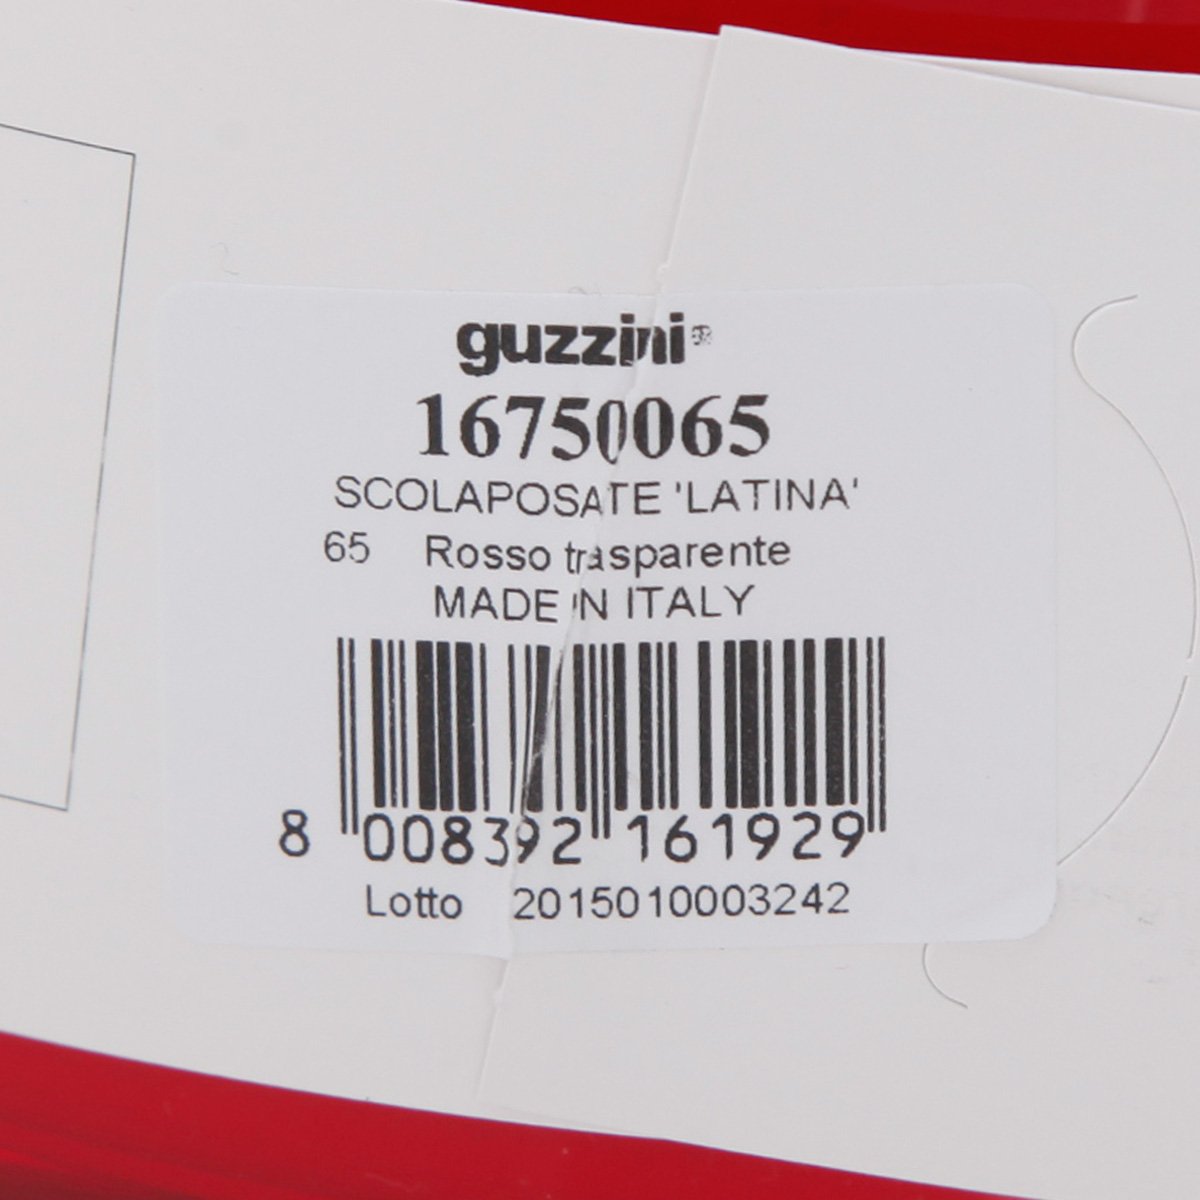 guzzini®
16750065
SCOLAPOSATE 'LATINA'
65 Rosso trasparente
MADE IN ITALY
8 008392 161929
Lotto 2015010003242